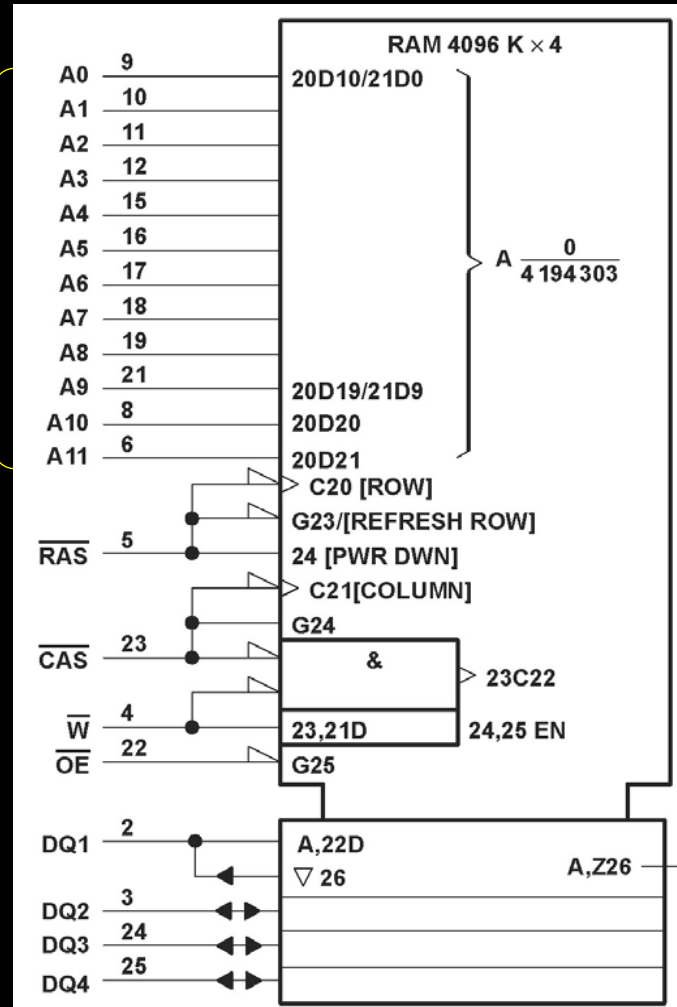 RAM 4096 K × 4
A0 9 20D10/21D0
A1 10
A2 11
A3 12
A4 15
A5 16
A 0
4 194 303
A6 17
A7 18
A8 19
A9 21 20D19/21D9
A10 8 20D20
A11 6 20D21
C20 [ROW]
G23/[REFRESH ROW]
RAS 5 24 [PWR DWN]
C21[COLUMN]
G24
CAS 23 &
23C22
W 4 23,21D 24,25 EN
OE 22 G25
DQ1 2 A,22D
▽ 26 A,Z26
DQ2 3
DQ3 24
DQ4 25